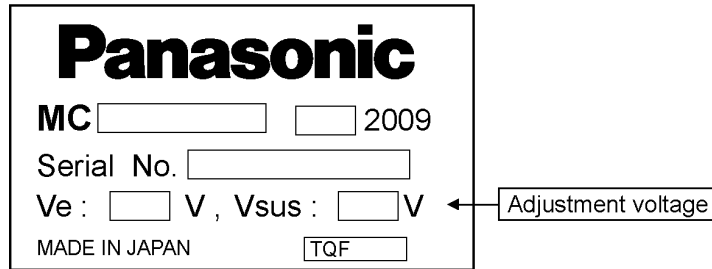 Panasonic
MC 2009
Serial No.
Ve : V , Vsus : V
Adjustment voltage
MADE IN JAPAN TQF